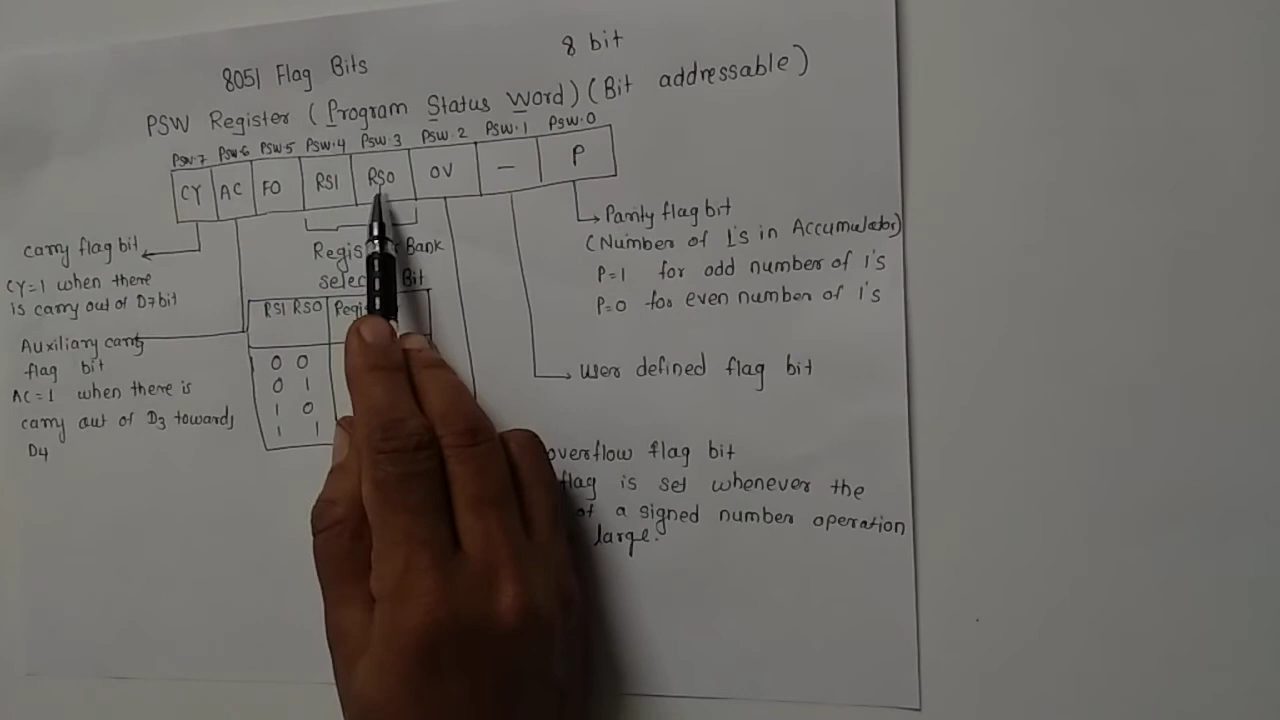 8051 Flag Bits
8 bit
PSW Register (Program Status Word) (Bit addressable)
PSW.7 PSW.6 PSW.5 PSW.4 PSW.3 PSW.2 PSW.1 PSW.0
CY AC FO RS1 RS0 OV — P
carry flag bit
CY=1 when there
is carry out of D7 bit
Auxiliary carry
flag bit
AC=1 when there is
carry out of D3 towards
D4
Bank
Bit
RS1 RS0
0 0
0 1
1 0
1 1
Parity flag bit
(Number of 1's in Accumulator)
P=1 for odd number of 1's
P=0 for even number of 1's
User defined flag bit
overflow flag bit
flag is set whenever the
of a signed number operation
large.